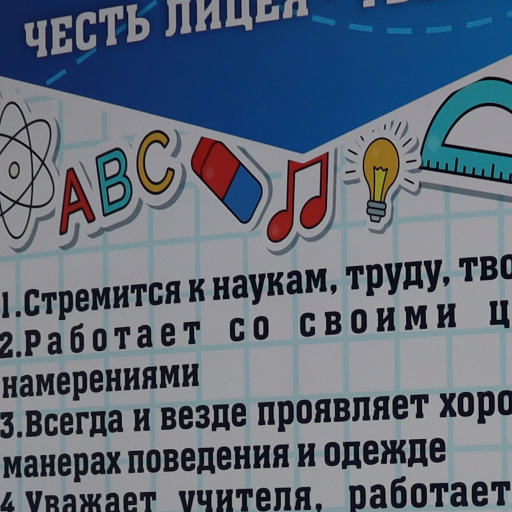 ЧЕСТЬ ЛИЦЕЯ
ABC
1.Стремится к наукам, труду,
2.Работает со своими
намерениями
3.Всегда и везде проявляет
манерах поведения и одежде
4.Уважает учителя, работает